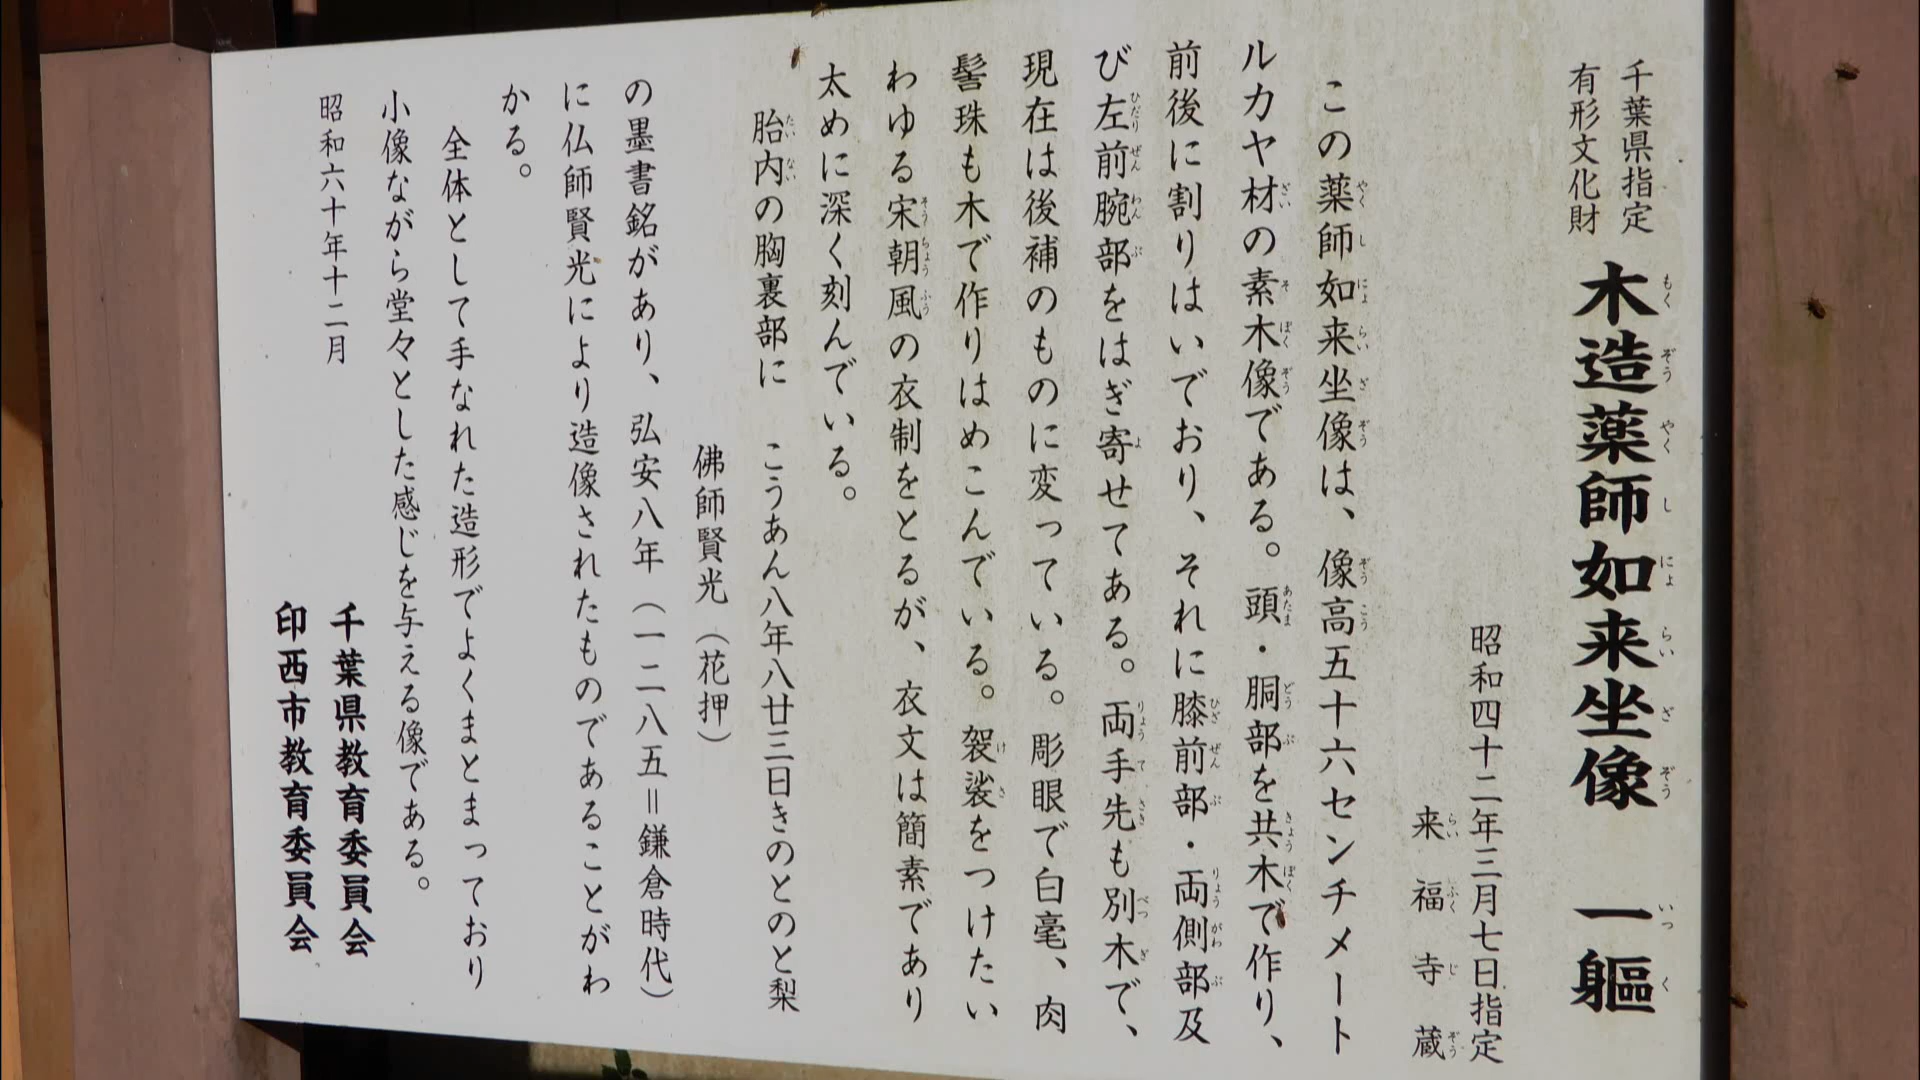 千葉県指定
有形文化財
木造薬師如来坐像　一軀
昭和四十二年三月七日指定
来福寺蔵
この薬師如来坐像は、像高五十六センチメート
ルカヤ材の素木像である。頭・胴部を共木で作り、
前後に割りはいでおり、それに膝前部・両側部及
び左前腕部をはぎ寄せてある。両手先も別木で、
現在は後補のものに変っている。彫眼で白毫、肉
髻珠も木で作りはめこんでいる。袈裟をつけたい
わゆる宋朝風の衣制をとるが、衣文は簡素であり
太めに深く刻んでいる。
胎内の胸裏部に　こうあん八年八廿三日きのとのと梨
佛師賢光（花押）
の墨書銘があり、弘安八年（一二八五＝鎌倉時代）
に仏師賢光により造像されたものであることがわ
かる。
全体として手なれた造形でよくまとまっており
小像ながら堂々とした感じを与える像である。
昭和六十年十二月
千葉県教育委員会
印西市教育委員会